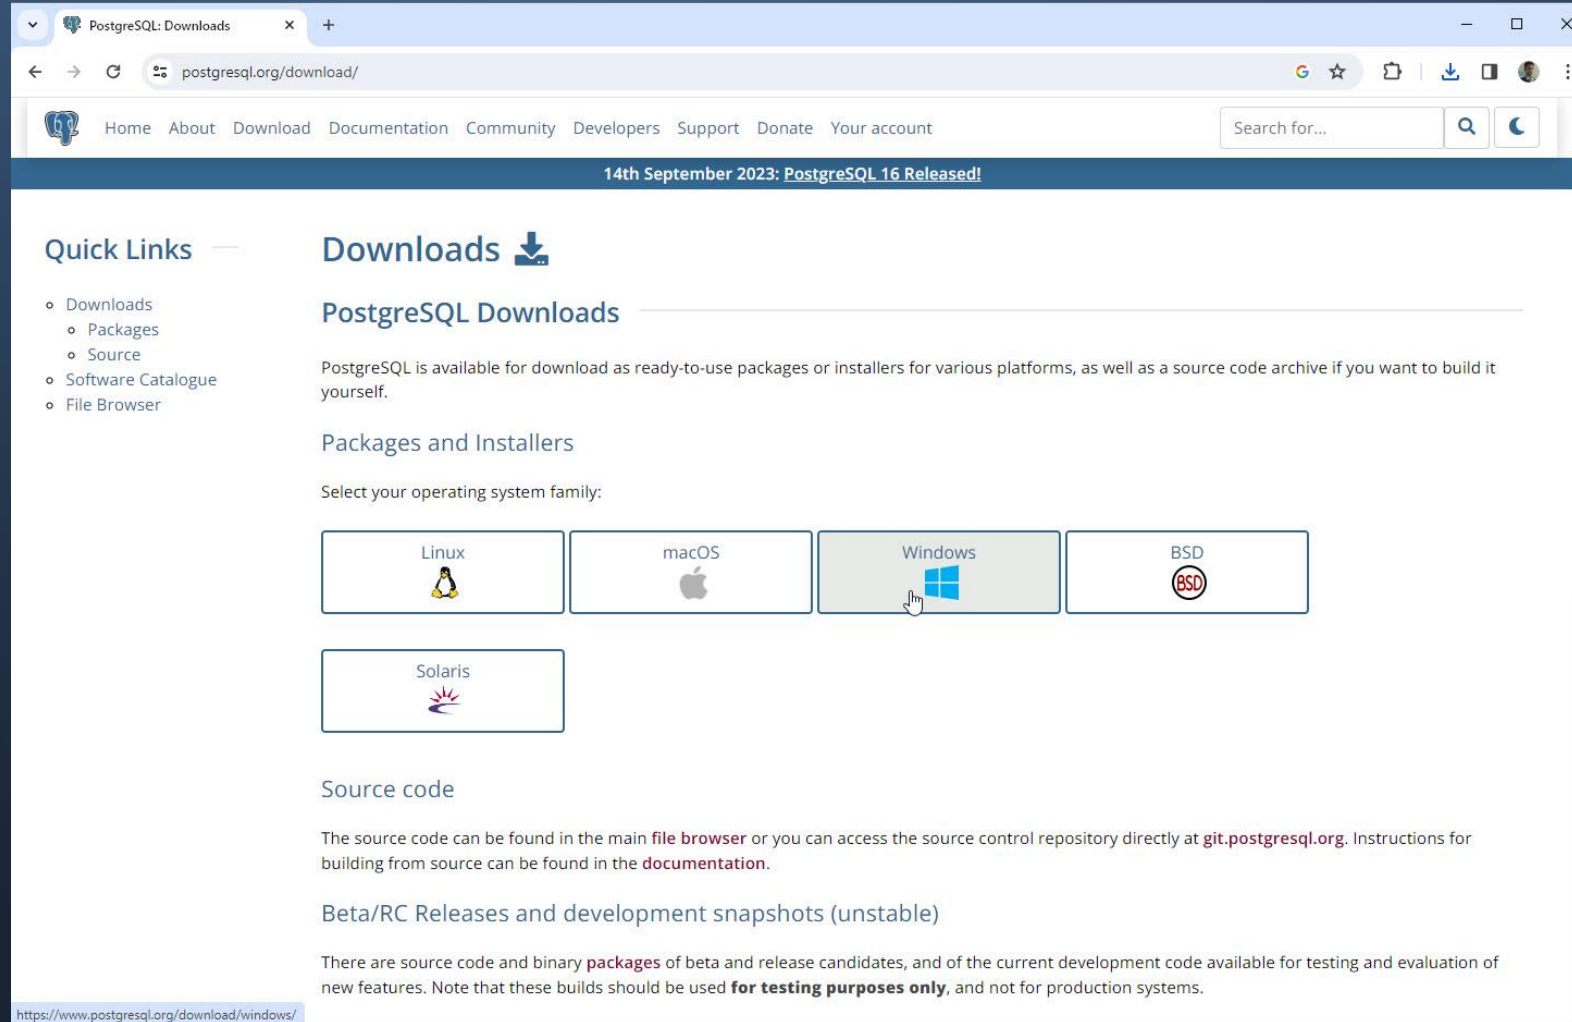 PostgreSQL: Downloads
postgresql.org/download/
Home About Download Documentation Community Developers Support Donate Your account
Search for...
14th September 2023: PostgreSQL 16 Released!
Quick Links
Downloads
Packages
Source
Software Catalogue
File Browser
Downloads
PostgreSQL Downloads
PostgreSQL is available for download as ready-to-use packages or installers for various platforms, as well as a source code archive if you want to build it
yourself.
Packages and Installers
Select your operating system family:
Linux
macOS
Windows
BSD
BSD
Solaris
Source code
The source code can be found in the main file browser or you can access the source control repository directly at git.postgresql.org. Instructions for
building from source can be found in the documentation.
Beta/RC Releases and development snapshots (unstable)
There are source code and binary packages of beta and release candidates, and of the current development code available for testing and evaluation of
new features. Note that these builds should be used for testing purposes only, and not for production systems.
https://www.postgresql.org/download/windows/